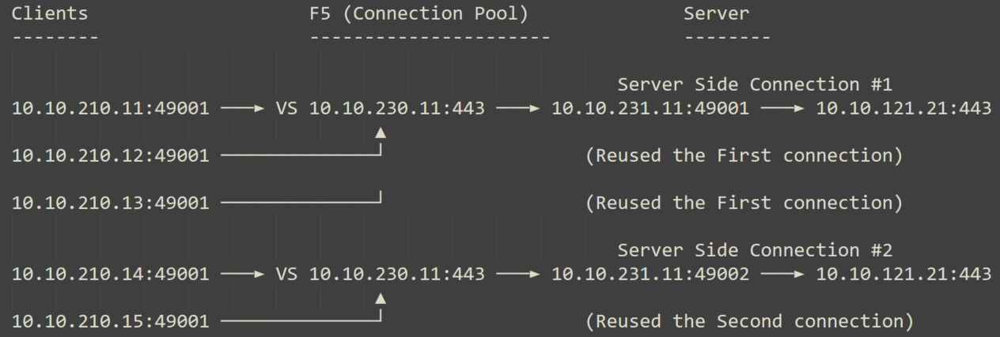 Clients F5 (Connection Pool) Server
-------- ---------------------- --------
Server Side Connection #1
10.10.210.11:49001 ───► VS 10.10.230.11:443 ───► 10.10.231.11:49001 ───► 10.10.121.21:443
▲
10.10.210.12:49001 ──────────────┘ (Reused the First connection)
10.10.210.13:49001 ──────────────┘ (Reused the First connection)
Server Side Connection #2
10.10.210.14:49001 ───► VS 10.10.230.11:443 ───► 10.10.231.11:49002 ───► 10.10.121.21:443
▲
10.10.210.15:49001 ──────────────┘ (Reused the Second connection)